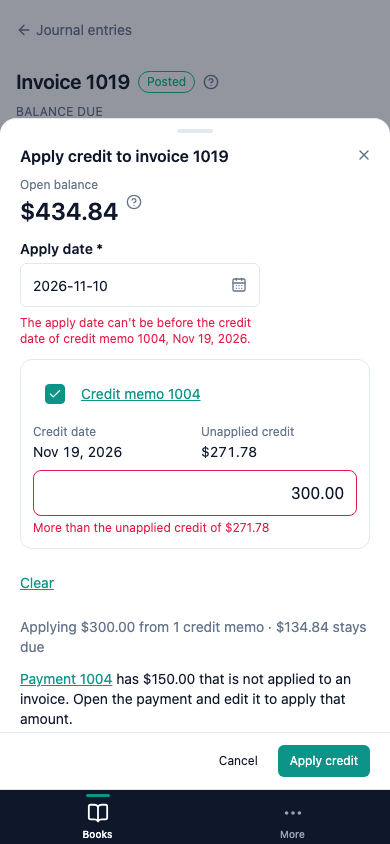 Journal entries
Invoice 1019 Posted
BALANCE DUE
Apply credit to invoice 1019
Open balance
$434.84
Apply date *
2026-11-10
The apply date can't be before the credit
date of credit memo 1004, Nov 19, 2026.
Credit memo 1004
Credit date Unapplied credit
Nov 19, 2026 $271.78
300.00
More than the unapplied credit of $271.78
Clear
Applying $300.00 from 1 credit memo · $134.84 stays
due
Payment 1004 has $150.00 that is not applied to an
invoice. Open the payment and edit it to apply that
amount.
Cancel Apply credit
Books More